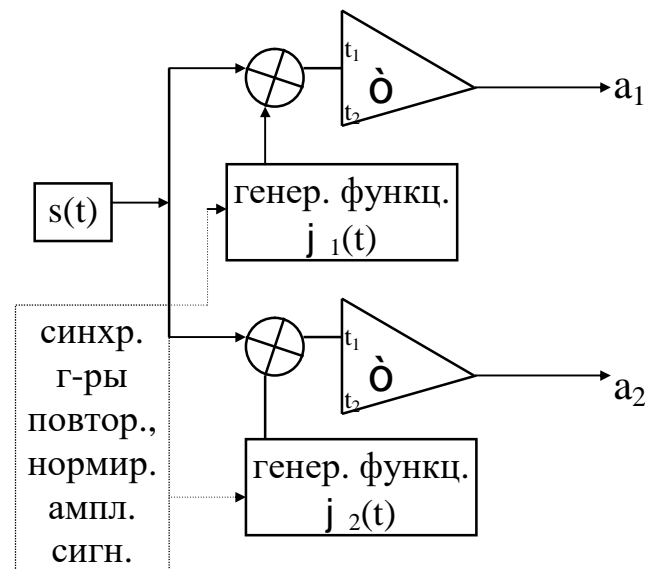 t₁
ò
t₂
a₁
генер. функц.
j ₁(t)
s(t)
синхр.
г-ры
повтор.,
нормир.
ампл.
сигн.
t₁
ò
t₂
a₂
генер. функц.
j ₂(t)